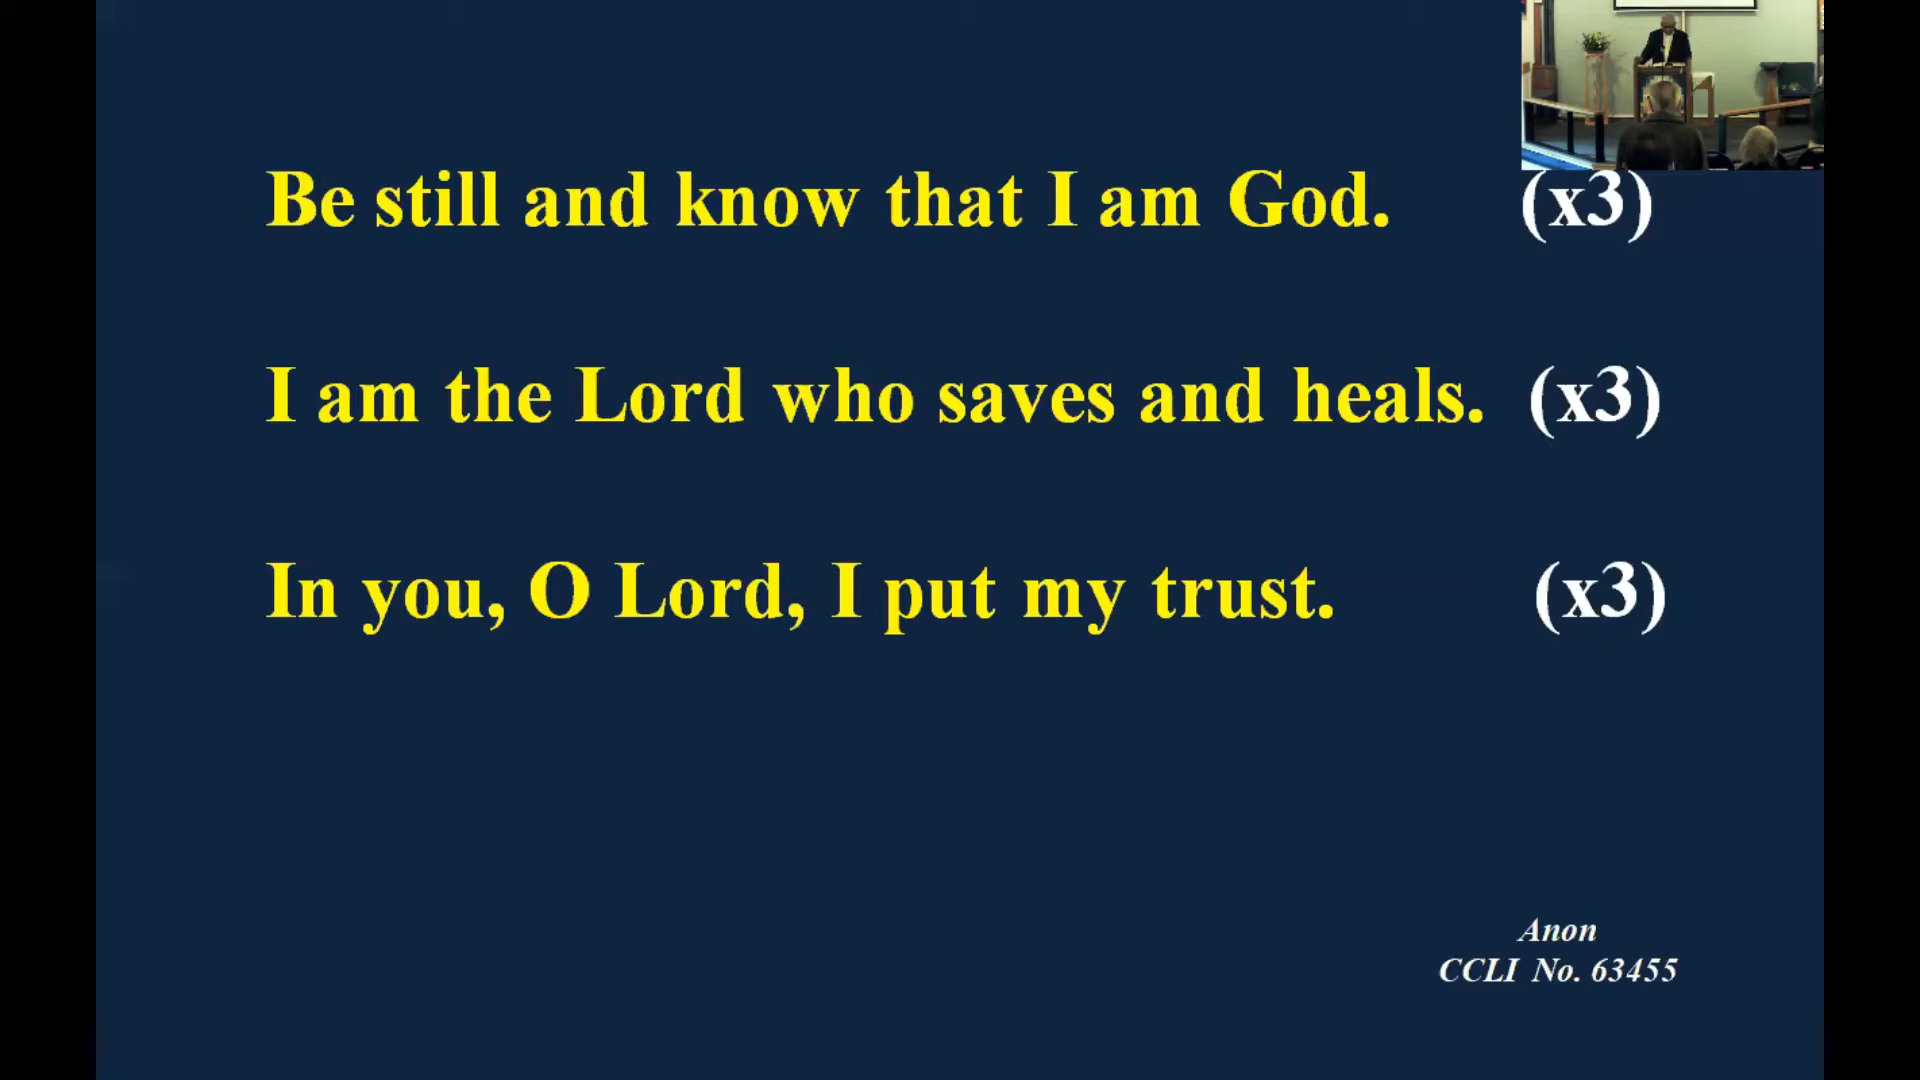 Be still and know that I am God. (x3)
I am the Lord who saves and heals. (x3)
In you, O Lord, I put my trust. (x3)
Anon
CCLI No. 63455